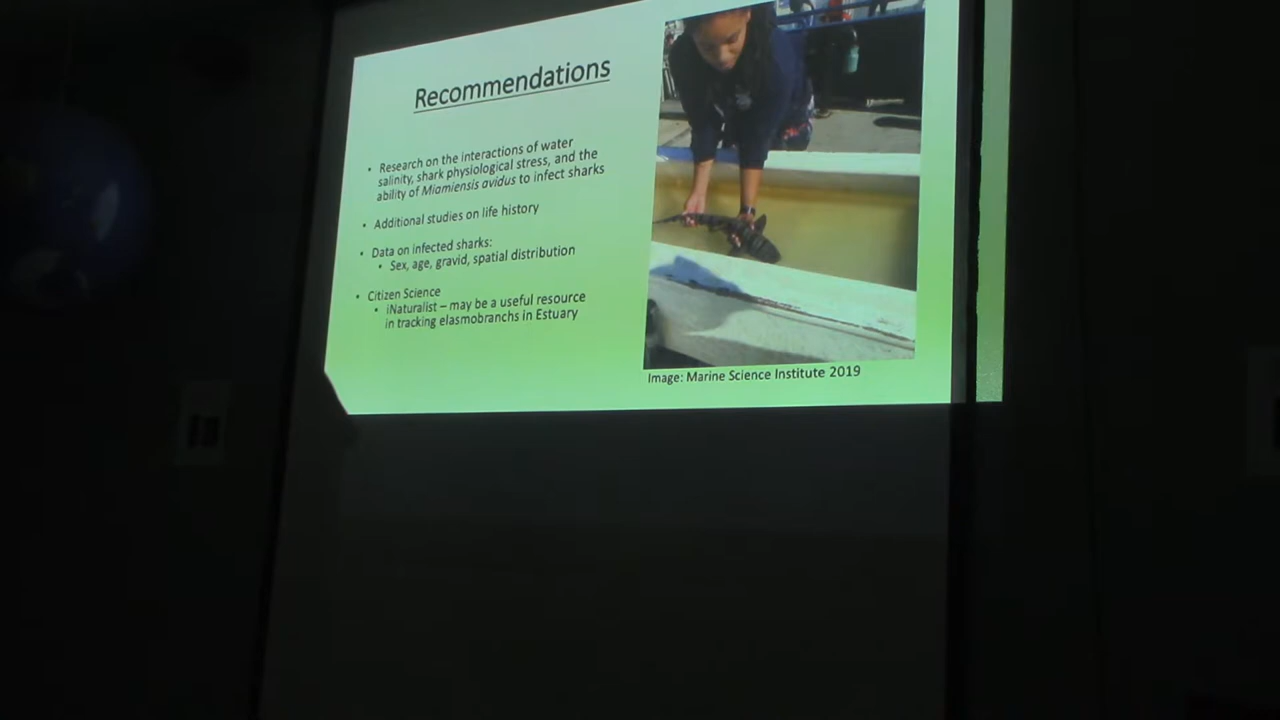 Recommendations
• Research on the interactions of water
salinity, shark physiological stress, and the
ability of Miamiensis avidus to infect sharks
• Additional studies on life history
• Data on infected sharks:
• Sex, age, gravid, spatial distribution
• Citizen Science
• iNaturalist – may be a useful resource
in tracking elasmobranchs in Estuary
Image: Marine Science Institute 2019